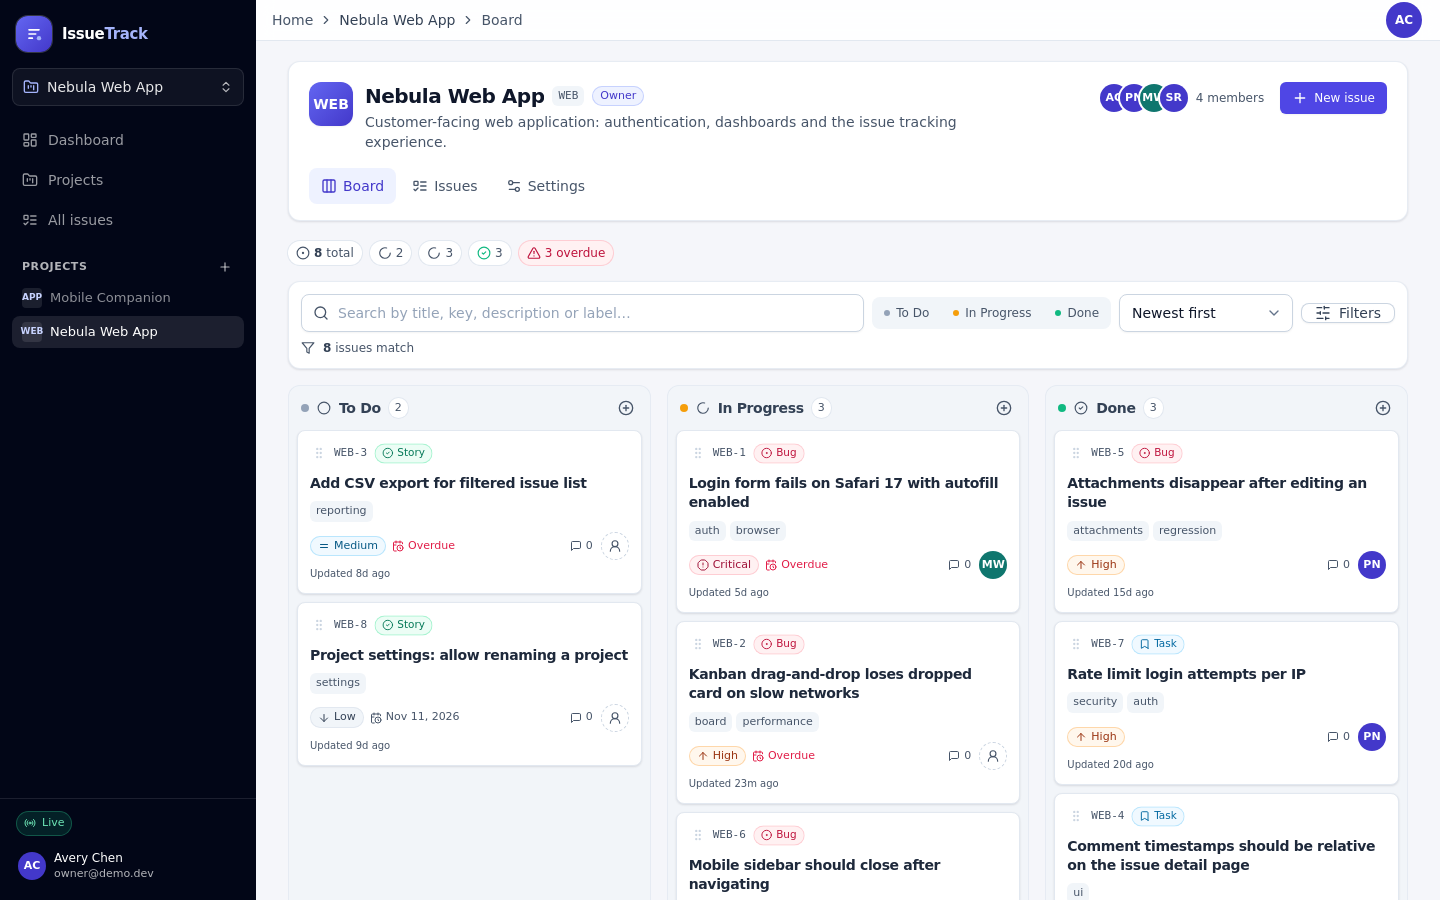 IssueTrack
Nebula Web App
Dashboard
Projects
All issues
PROJECTS
APP Mobile Companion
WEB Nebula Web App
Live
AC Avery Chen
owner@demo.dev
Home > Nebula Web App > Board
AC
WEB Nebula Web App WEB Owner
Customer-facing web application: authentication, dashboards and the issue tracking
experience.
SR 4 members
New issue
Board Issues Settings
8 total 2 3 3 3 overdue
Search by title, key, description or label...
To Do In Progress Done
Newest first
Filters
8 issues match
To Do 2
WEB-3 Story
Add CSV export for filtered issue list
reporting
Medium Overdue 0
Updated 8d ago
WEB-8 Story
Project settings: allow renaming a project
settings
Low Nov 11, 2026 0
Updated 9d ago
In Progress 3
WEB-1 Bug
Login form fails on Safari 17 with autofill
enabled
auth browser
Critical Overdue 0 MW
Updated 5d ago
WEB-2 Bug
Kanban drag-and-drop loses dropped
card on slow networks
board performance
High Overdue 0
Updated 23m ago
WEB-6 Bug
Mobile sidebar should close after
navigating
Done 3
WEB-5 Bug
Attachments disappear after editing an
issue
attachments regression
High 0 PN
Updated 15d ago
WEB-7 Task
Rate limit login attempts per IP
security auth
High 0 PN
Updated 20d ago
WEB-4 Task
Comment timestamps should be relative
on the issue detail page
ui